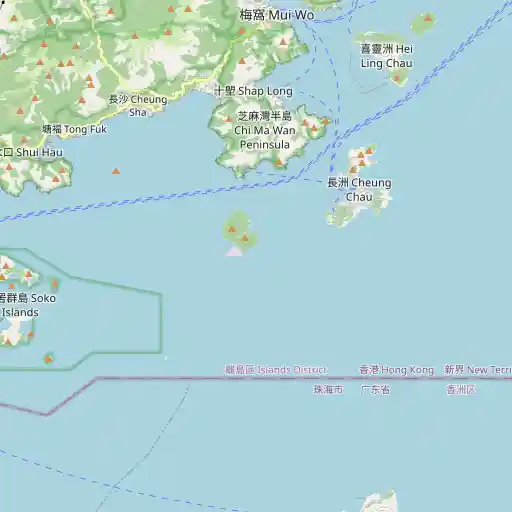 梅窩 Mui Wo
喜靈洲 Hei
Ling Chau
十塱 Shap Long
長沙 Cheung
Sha
芝麻灣半島
Chi Ma Wan
Peninsula
塘福 Tong Fuk
水口 Shui Hau
長洲 Cheung
Chau
群島 Soko
Islands
離島區 Islands District
香港 Hong Kong
新界 New Terri
珠海市
广东省
香洲区